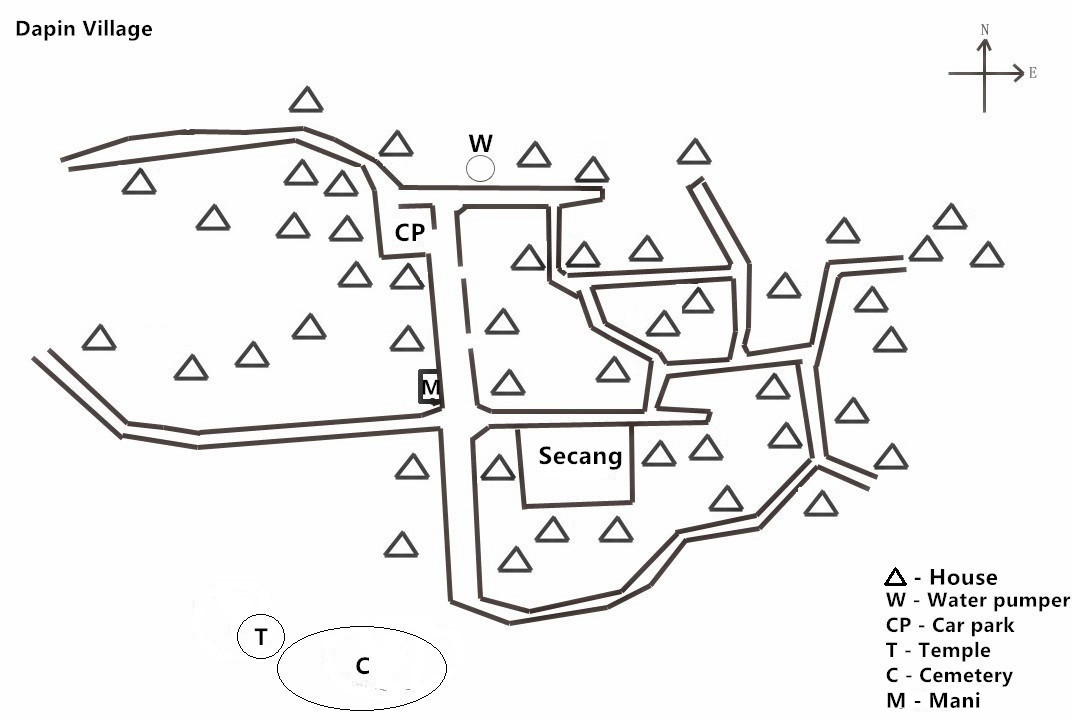 Dapin Village
N
E
W
CP
M
Secang
T
C
- House
W - Water pumper
CP - Car park
T - Temple
C - Cemetery
M - Mani